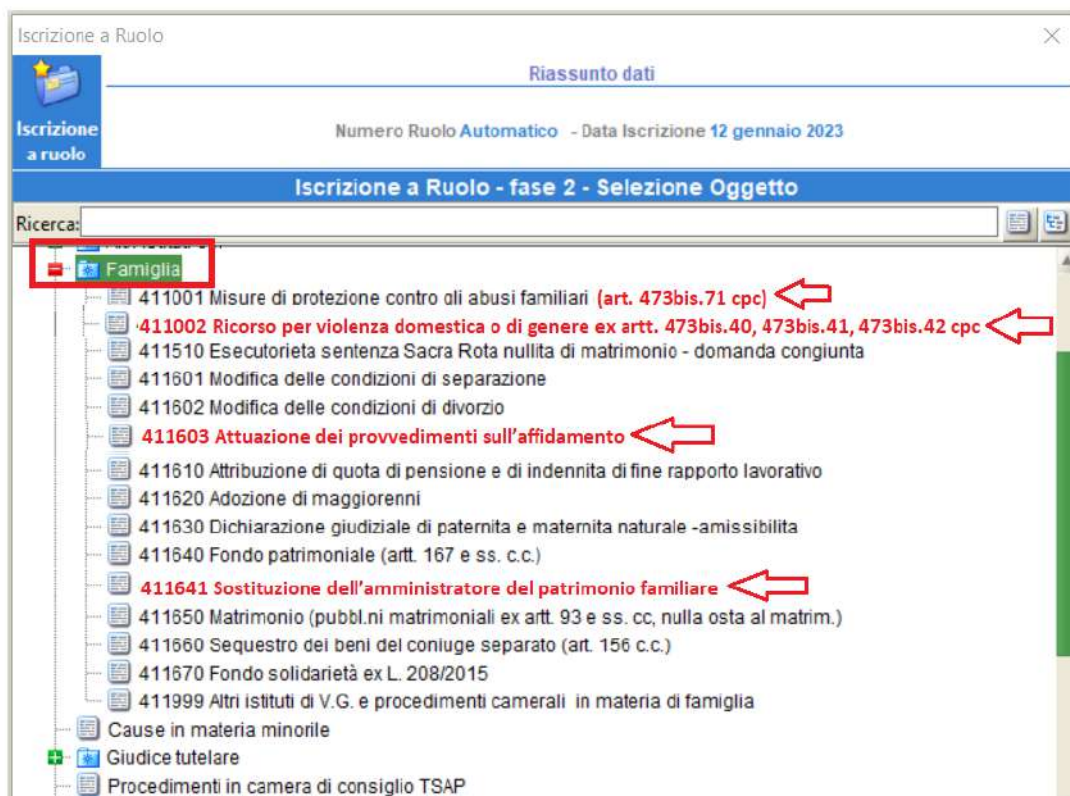 Iscrizione a Ruolo
Riassunto dati
Iscrizione
a ruolo
Numero Ruolo Automatico - Data Iscrizione 12 gennaio 2023
Iscrizione a Ruolo - fase 2 - Selezione Oggetto
Ricerca:
Famiglia
411001 Misure di protezione contro gli abusi familiari (art. 473bis.71 cpc)
411002 Ricorso per violenza domestica o di genere ex artt. 473bis.40, 473bis.41, 473bis.42 cpc
411510 Esecutorieta sentenza Sacra Rota nullita di matrimonio - domanda congiunta
411601 Modifica delle condizioni di separazione
411602 Modifica delle condizioni di divorzio
411603 Attuazione dei provvedimenti sull'affidamento
411610 Attribuzione di quota di pensione e di indennita di fine rapporto lavorativo
411620 Adozione di maggiorenni
411630 Dichiarazione giudiziale di paternita e maternita naturale -amissibilita
411640 Fondo patrimoniale (artt. 167 e ss. c.c.)
411641 Sostituzione dell'amministratore del patrimonio familiare
411650 Matrimonio (pubbl.ni matrimoniali ex artt. 93 e ss. cc, nulla osta al matrim.)
411660 Sequestro dei beni del coniuge separato (art. 156 c.c.)
411670 Fondo solidarietà ex L. 208/2015
411999 Altri istituti di V.G. e procedimenti camerali in materia di famiglia
Cause in materia minorile
Giudice tutelare
Procedimenti in camera di consiglio TSAP